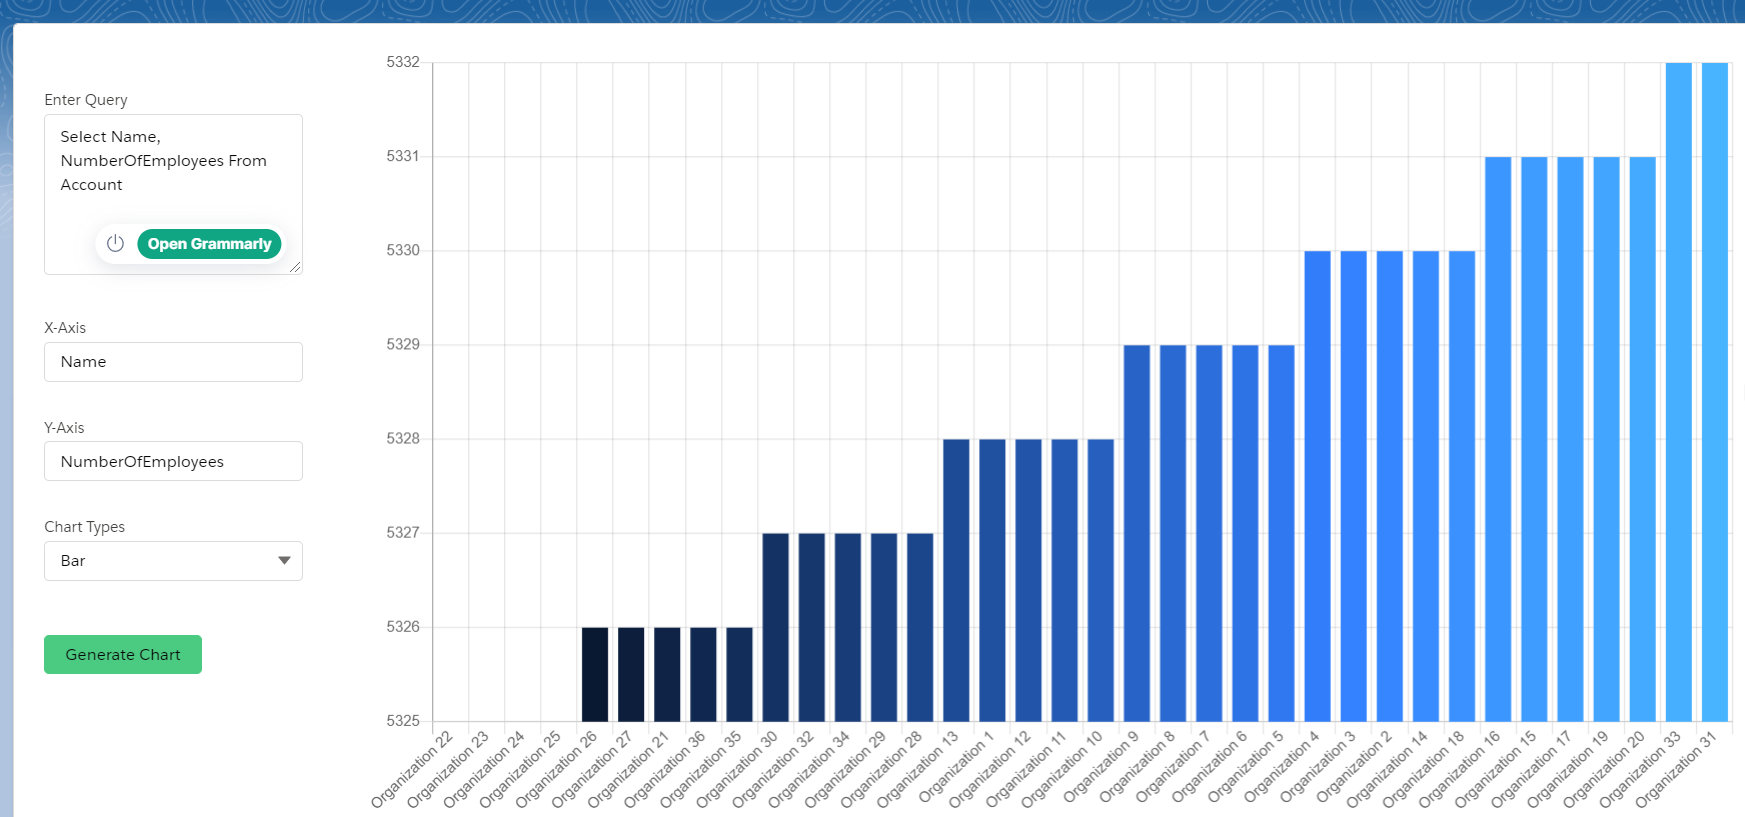 Enter Query
Select Name,
NumberOfEmployees From
Account
Open Grammarly
X-Axis
Name
Y-Axis
NumberOfEmployees
Chart Types
Bar
Generate Chart
5332
5331
5330
5329
5328
5327
5326
5325
Organization 22
Organization 23
Organization 24
Organization 25
Organization 26
Organization 27
Organization 21
Organization 36
Organization 35
Organization 30
Organization 32
Organization 34
Organization 29
Organization 28
Organization 13
Organization 1
Organization 12
Organization 11
Organization 10
Organization 9
Organization 8
Organization 7
Organization 6
Organization 5
Organization 4
Organization 3
Organization 2
Organization 14
Organization 18
Organization 16
Organization 15
Organization 17
Organization 19
Organization 20
Organization 33
Organization 31